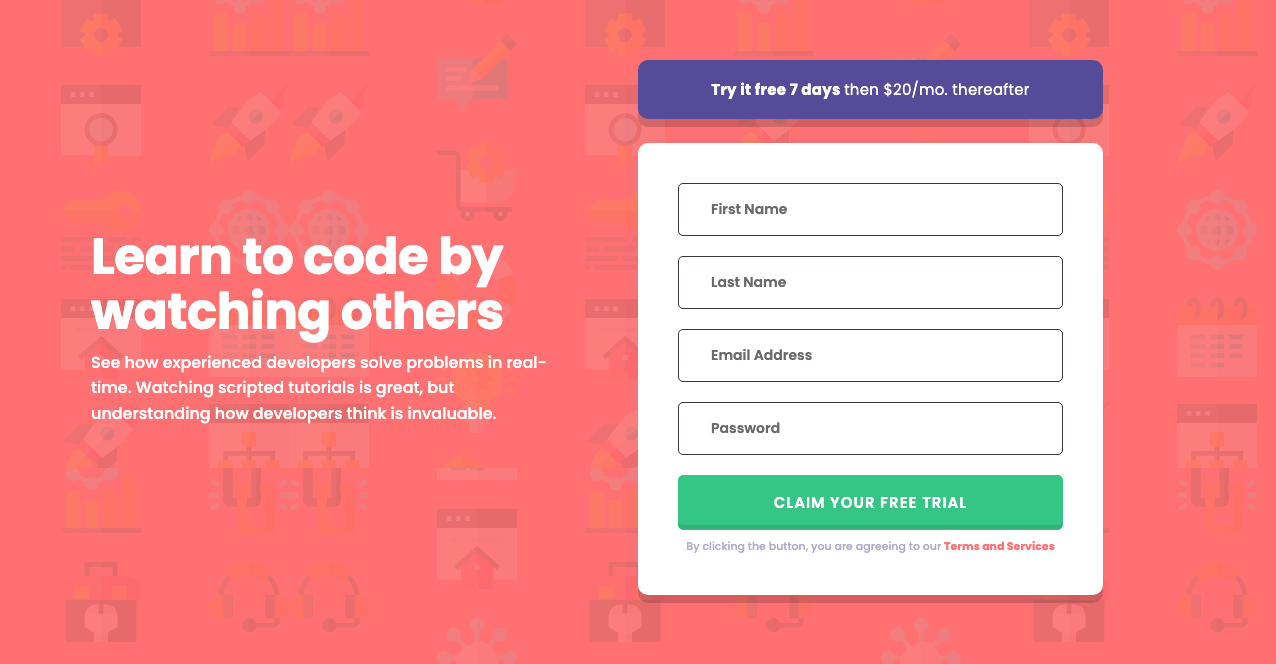 Try it free 7 days then $20/mo. thereafter
Learn to code by
watching others
See how experienced developers solve problems in real-
time. Watching scripted tutorials is great, but
understanding how developers think is invaluable.
First Name
Last Name
Email Address
Password
CLAIM YOUR FREE TRIAL
By clicking the button, you are agreeing to our Terms and Services